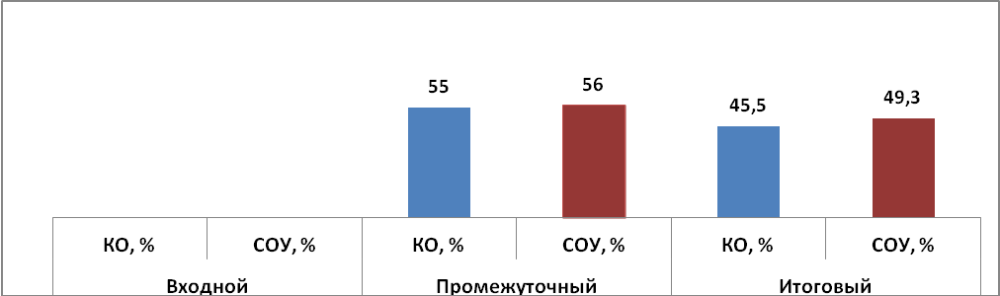 55
56
45,5
49,3
КО, %
СОУ, %
КО, %
СОУ, %
КО, %
СОУ, %
Входной
Промежуточный
Итоговый